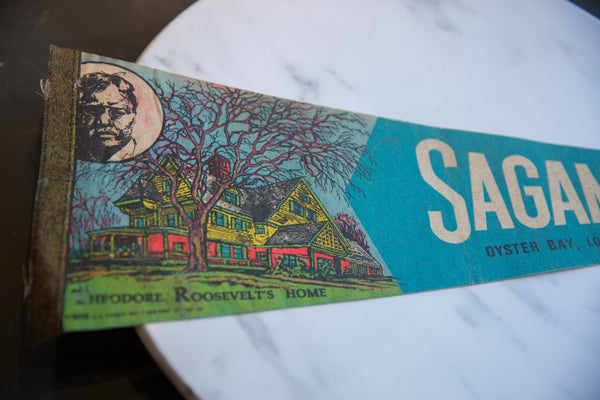 SAGAM
OYSTER BAY, LO
THEODORE ROOSEVELT'S HOME